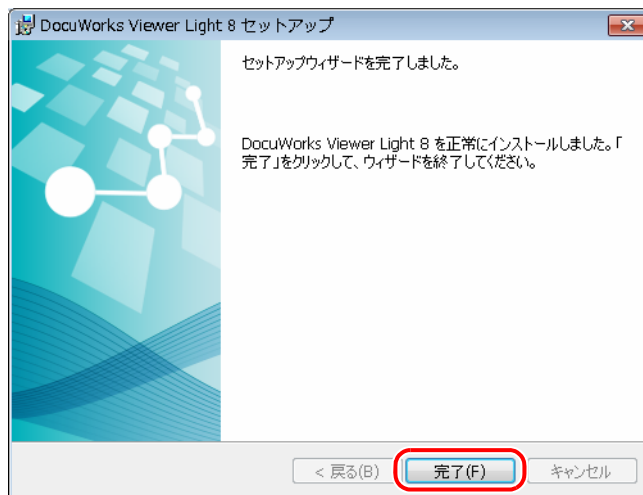 DocuWorks Viewer Light 8 セットアップ
セットアップウィザードを完了しました。
DocuWorks Viewer Light 8 を正常にインストールしました。「
完了」をクリックして、ウィザードを終了してください。
< 戻る(B)
完了(F)
キャンセル